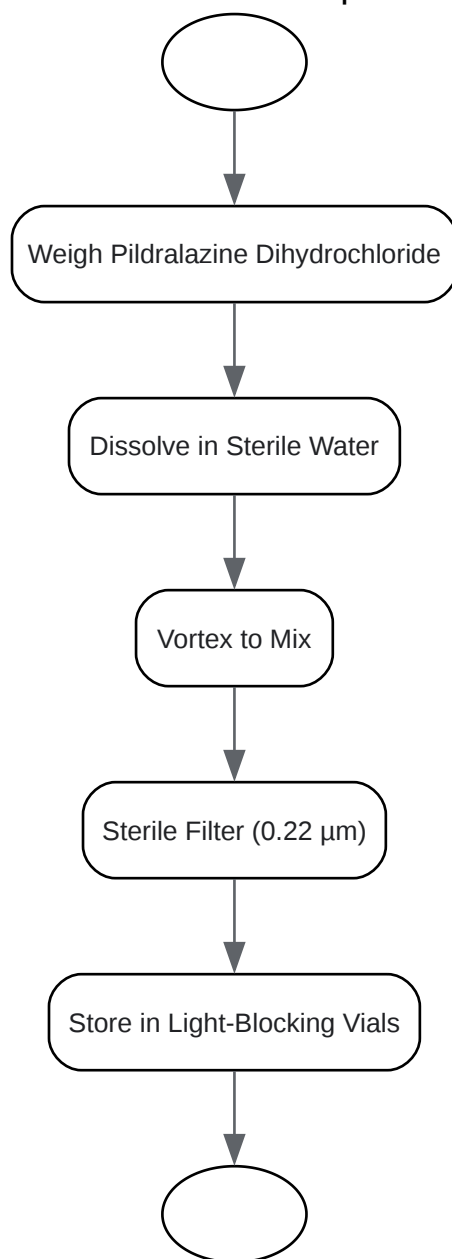 Weigh Pildralazine Dihydrochloride
Dissolve in Sterile Water
Vortex to Mix
Sterile Filter (0.22 µm)
Store in Light-Blocking Vials